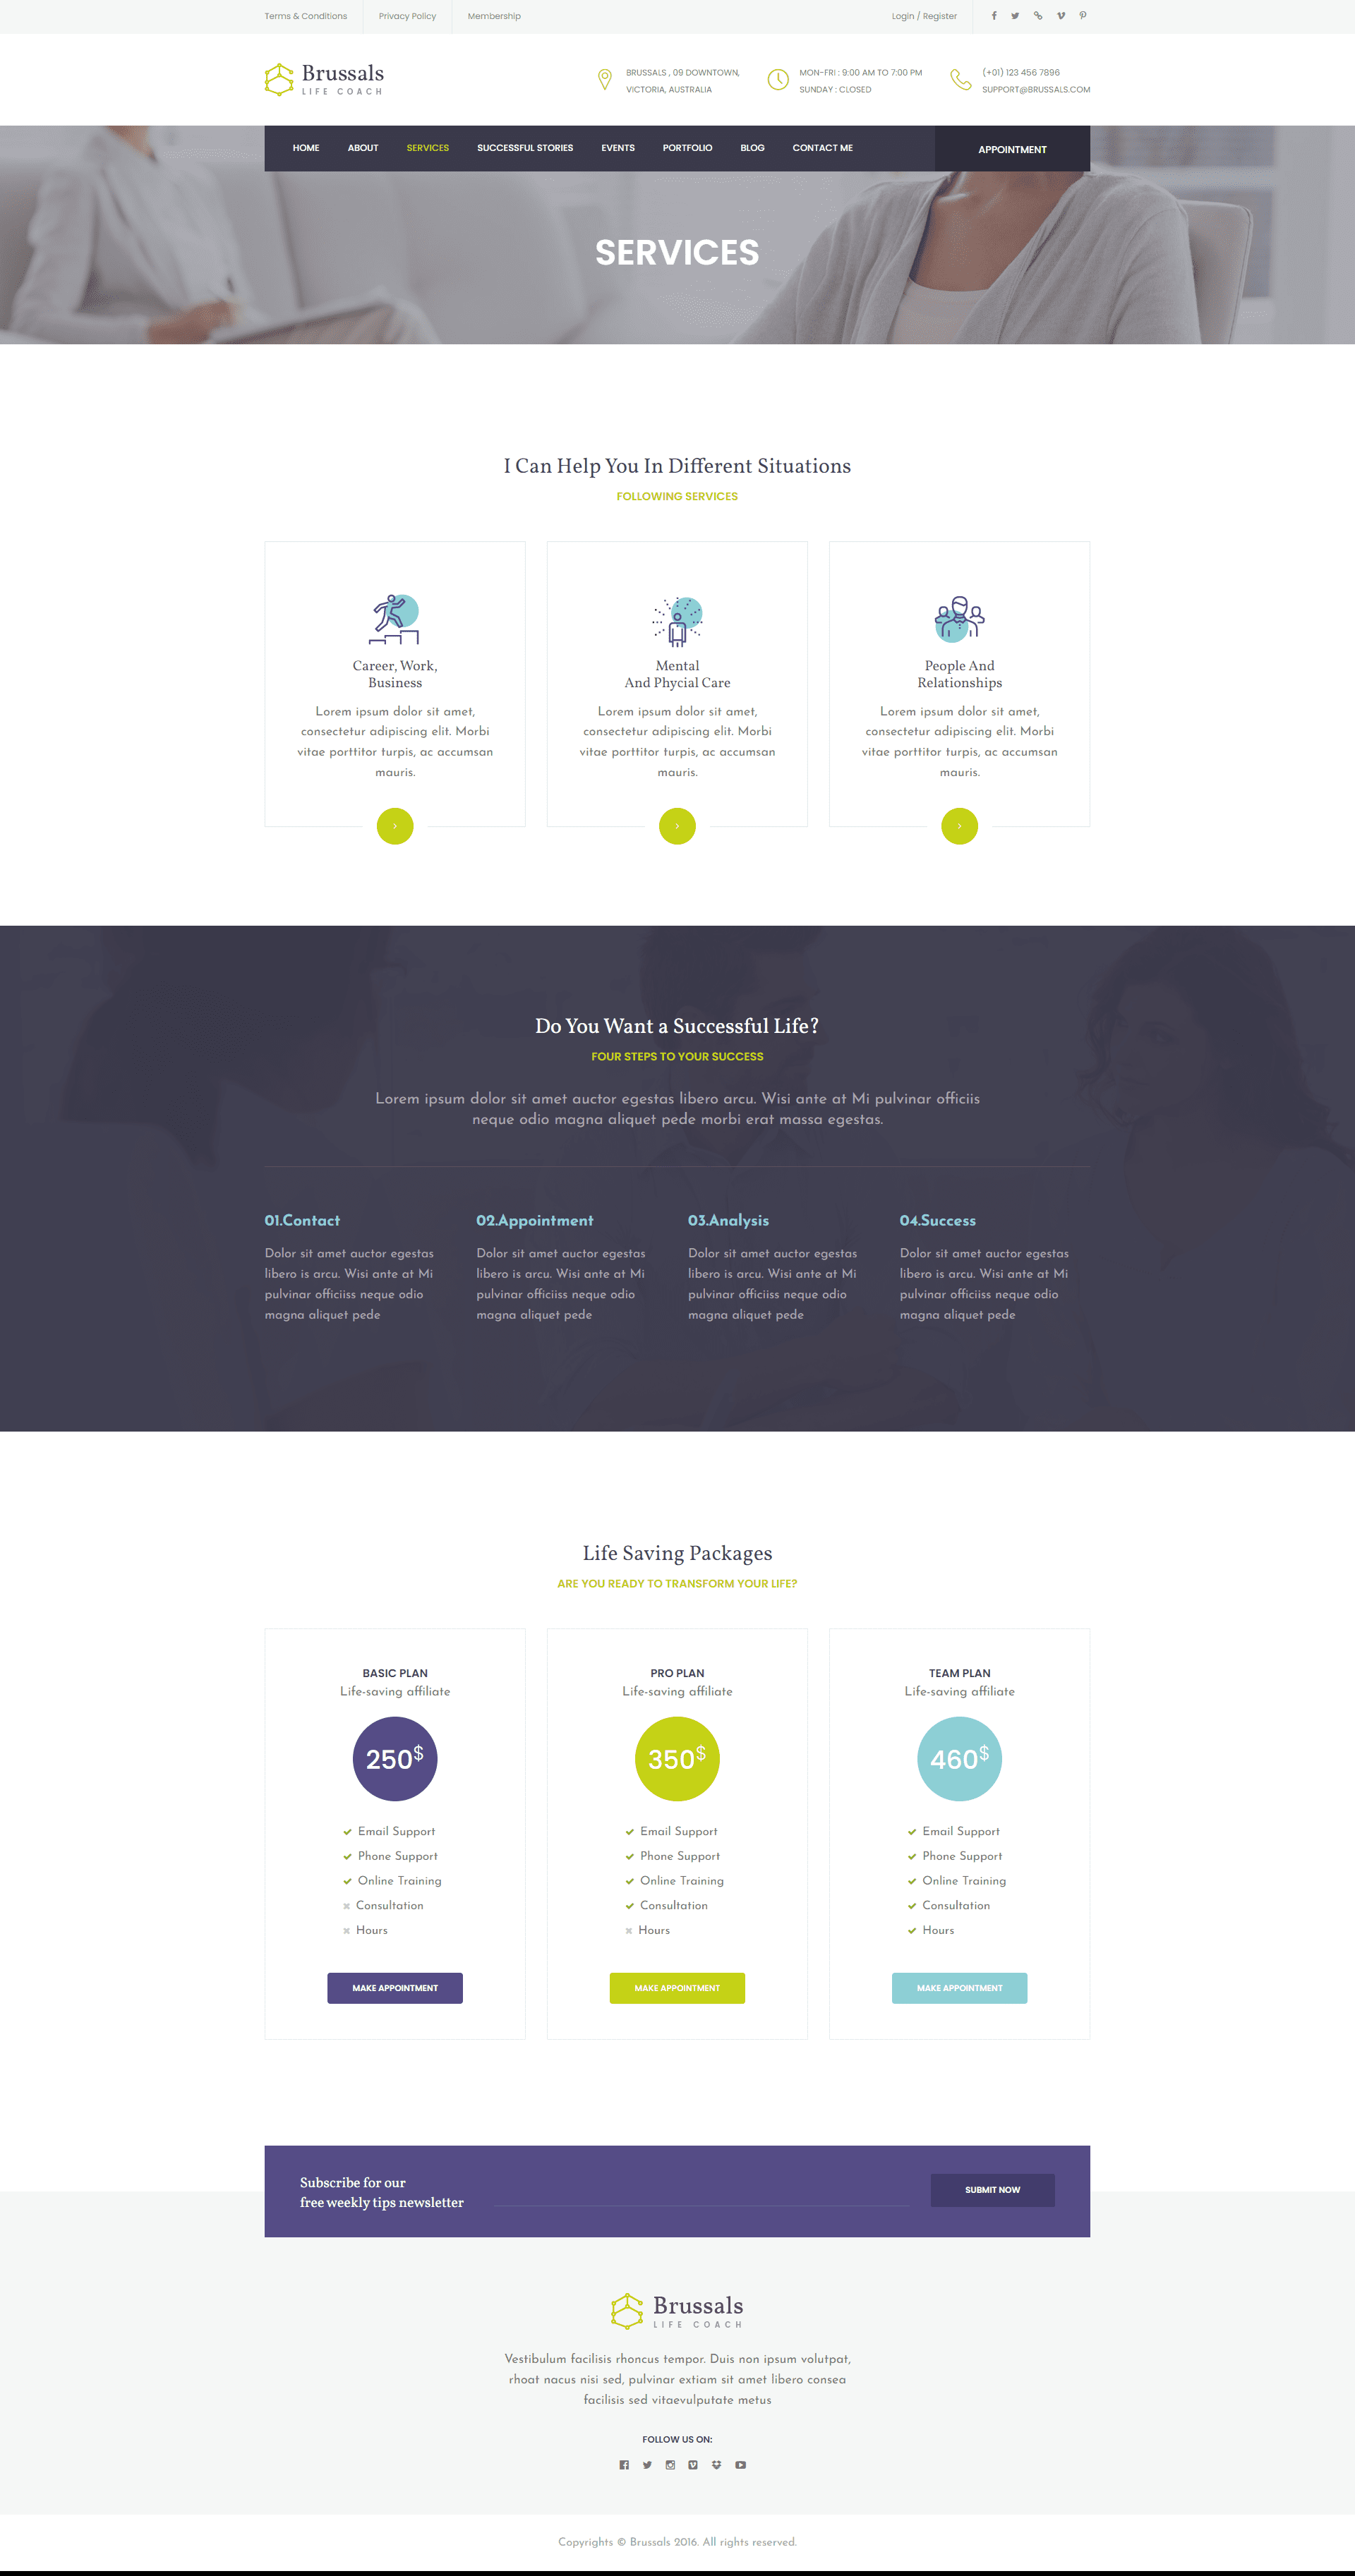 Terms & Conditions
Privacy Policy
Membership
Login / Register
Brussals
LIFE COACH
BRUSSALS , 09 DOWNTOWN,
VICTORIA, AUSTRALIA
MON-FRI : 9:00 AM TO 7:00 PM
SUNDAY : CLOSED
(+01) 123 456 7896
SUPPORT@BRUSSALS.COM
HOME
ABOUT
SERVICES
SUCCESSFUL STORIES
EVENTS
PORTFOLIO
BLOG
CONTACT ME
APPOINTMENT
SERVICES
I Can Help You In Different Situations
FOLLOWING SERVICES
Career, Work,
Business
Lorem ipsum dolor sit amet,
consectetur adipiscing elit. Morbi
vitae porttitor turpis, ac accumsan
mauris.
Mental
And Phycial Care
Lorem ipsum dolor sit amet,
consectetur adipiscing elit. Morbi
vitae porttitor turpis, ac accumsan
mauris.
People And
Relationships
Lorem ipsum dolor sit amet,
consectetur adipiscing elit. Morbi
vitae porttitor turpis, ac accumsan
mauris.
Do You Want a Successful Life?
FOUR STEPS TO YOUR SUCCESS
Lorem ipsum dolor sit amet auctor egestas libero arcu. Wisi ante at Mi pulvinar officiis
neque odio magna aliquet pede morbi erat massa egestas.
01.Contact
Dolor sit amet auctor egestas
libero is arcu. Wisi ante at Mi
pulvinar officiiss neque odio
magna aliquet pede
02.Appointment
Dolor sit amet auctor egestas
libero is arcu. Wisi ante at Mi
pulvinar officiiss neque odio
magna aliquet pede
03.Analysis
Dolor sit amet auctor egestas
libero is arcu. Wisi ante at Mi
pulvinar officiiss neque odio
magna aliquet pede
04.Success
Dolor sit amet auctor egestas
libero is arcu. Wisi ante at Mi
pulvinar officiiss neque odio
magna aliquet pede
Life Saving Packages
ARE YOU READY TO TRANSFORM YOUR LIFE?
BASIC PLAN
Life-saving affiliate
250$
Email Support
Phone Support
Online Training
Consultation
Hours
MAKE APPOINTMENT
PRO PLAN
Life-saving affiliate
350$
Email Support
Phone Support
Online Training
Consultation
Hours
MAKE APPOINTMENT
TEAM PLAN
Life-saving affiliate
460$
Email Support
Phone Support
Online Training
Consultation
Hours
MAKE APPOINTMENT
Subscribe for our
free weekly tips newsletter
SUBMIT NOW
Brussals
LIFE COACH
Vestibulum facilisis rhoncus tempor. Duis non ipsum volutpat,
rhoat nacus nisi sed, pulvinar extiam sit amet libero consea
facilisis sed vitaevulputate metus
FOLLOW US ON:
Copyrights © Brussals 2016. All rights reserved.